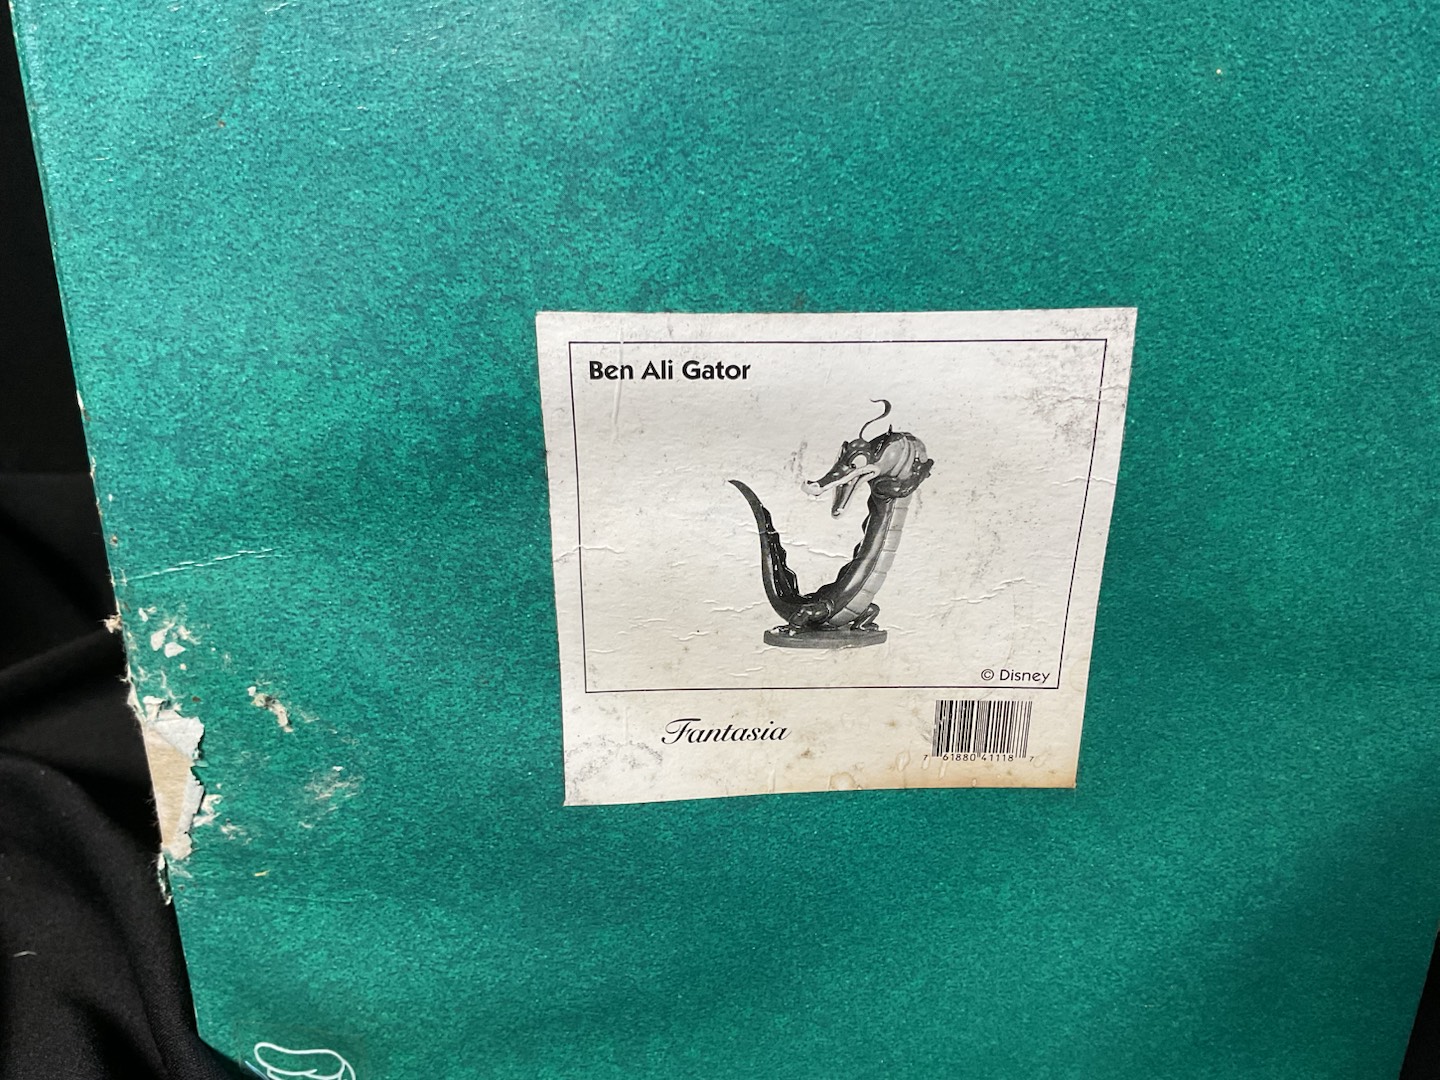 Ben Ali Gator
© Disney
Fantasia
7 61880 41118 7